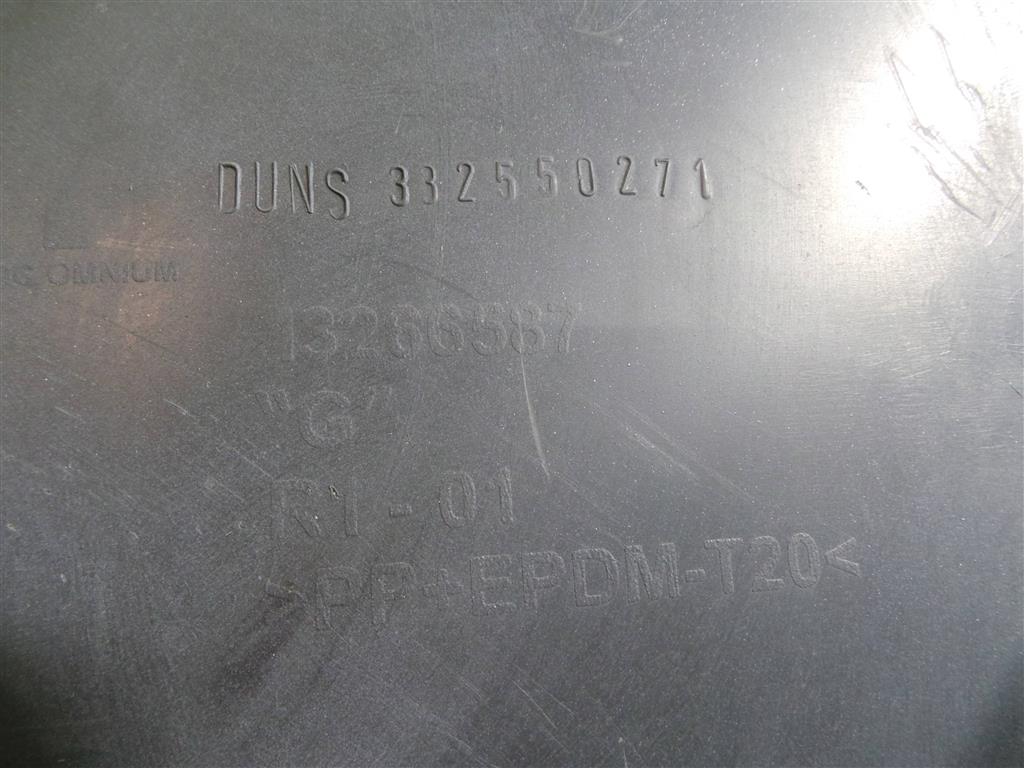 DUNS 332550271
OMNIUM
13266587
"G"
R1-01
>PP+EPDM-T20<